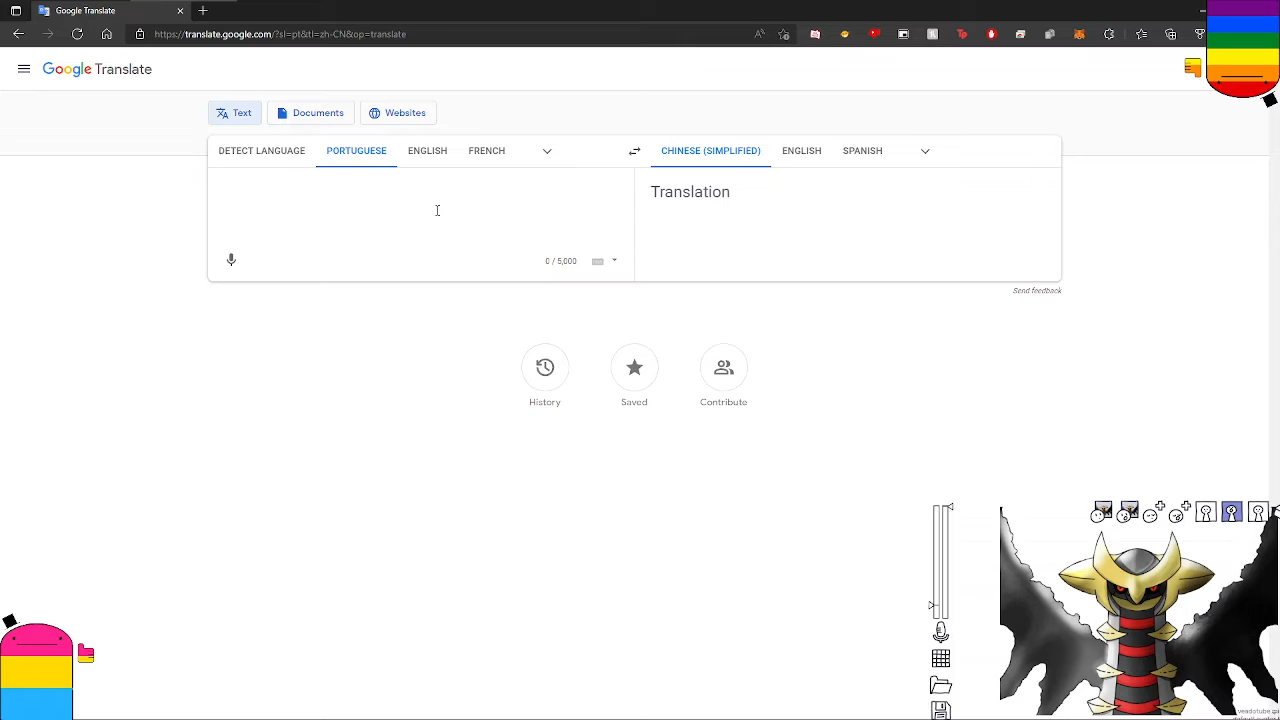 Google Translate
https://translate.google.com/?sl=pt&tl=zh-CN&op=translate
Google Translate
Text
Documents
Websites
DETECT LANGUAGE
PORTUGUESE
ENGLISH
FRENCH
CHINESE (SIMPLIFIED)
ENGLISH
SPANISH
Translation
0 / 5,000
Send feedback
History
Saved
Contribute